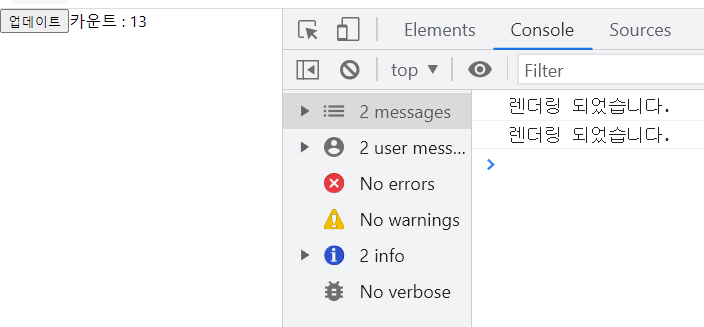 업데이트 카운트 : 13
Elements Console Sources
top Filter
2 messages
2 user mess...
No errors
No warnings
2 info
No verbose
렌더링 되었습니다.
렌더링 되었습니다.